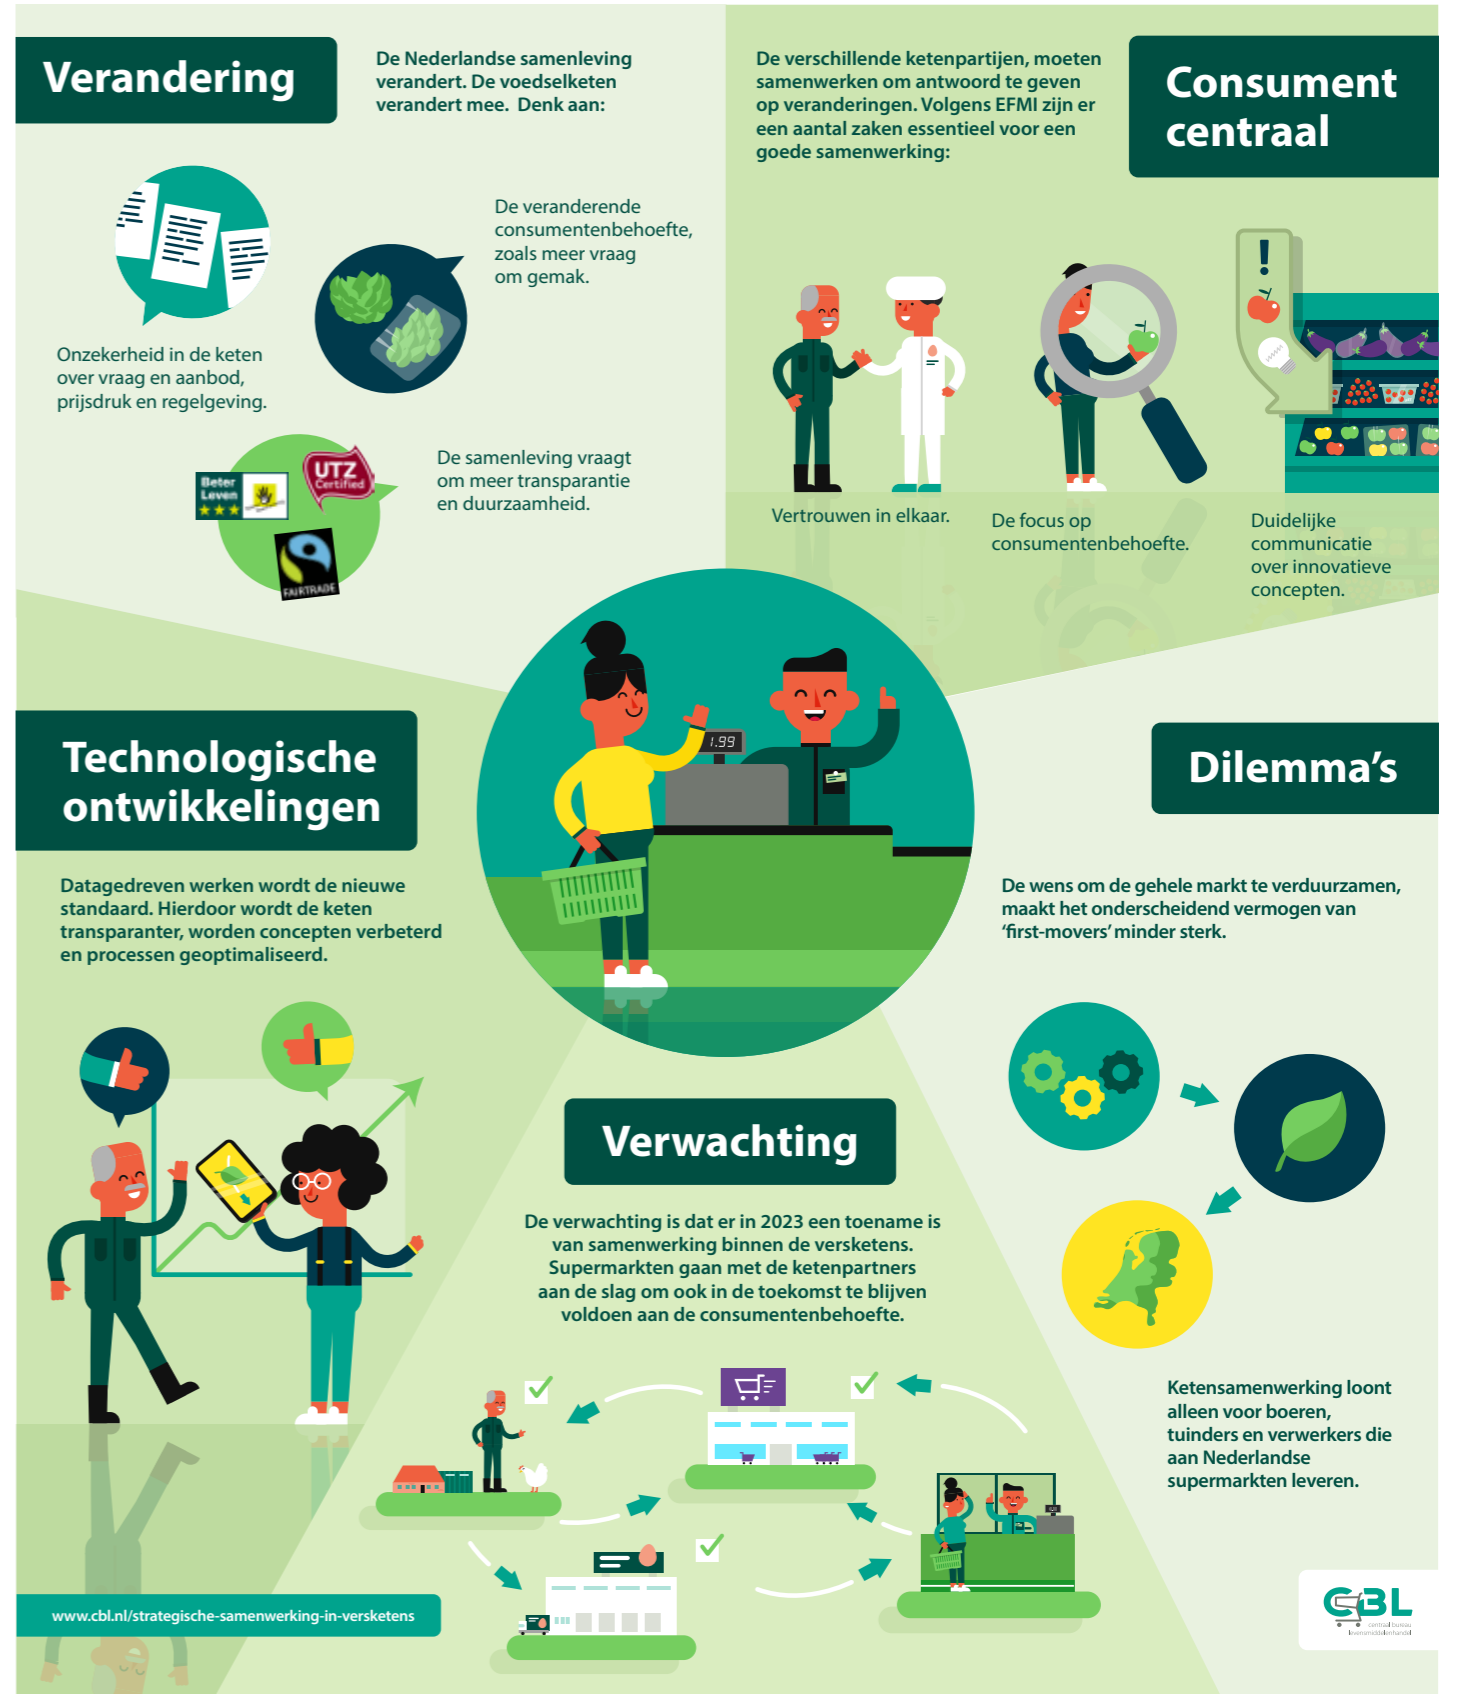 Verandering
De Nederlandse samenleving
verandert. De voedselketen
verandert mee. Denk aan:
Onzekerheid in de keten
over vraag en aanbod,
prijsdruk en regelgeving.
De veranderende
consumentenbehoefte,
zoals meer vraag
om gemak.
Beter
Leven
UTZ
Certified
FAIRTRADE
De samenleving vraagt
om meer transparantie
en duurzaamheid.
De verschillende ketenpartijen, moeten
samenwerken om antwoord te geven
op veranderingen. Volgens EFMI zijn er
een aantal zaken essentieel voor een
goede samenwerking:
Consument
centraal
!
Vertrouwen in elkaar.
De focus op
consumentenbehoefte.
Duidelijke
communicatie
over innovatieve
concepten.
1.99
Technologische
ontwikkelingen
Datagedreven werken wordt de nieuwe
standaard. Hierdoor wordt de keten
transparanter, worden concepten verbeterd
en processen geoptimaliseerd.
Dilemma's
De wens om de gehele markt te verduurzamen,
maakt het onderscheidend vermogen van
‘first-movers’ minder sterk.
Ketensamenwerking loont
alleen voor boeren,
tuinders en verwerkers die
aan Nederlandse
supermarkten leveren.
Verwachting
De verwachting is dat er in 2023 een toename is
van samenwerking binnen de versketens.
Supermarkten gaan met de ketenpartners
aan de slag om ook in de toekomst te blijven
voldoen aan de consumentenbehoefte.
www.cbl.nl/strategische-samenwerking-in-versketens
CBL
centraal bureau
levensmiddelenhandel